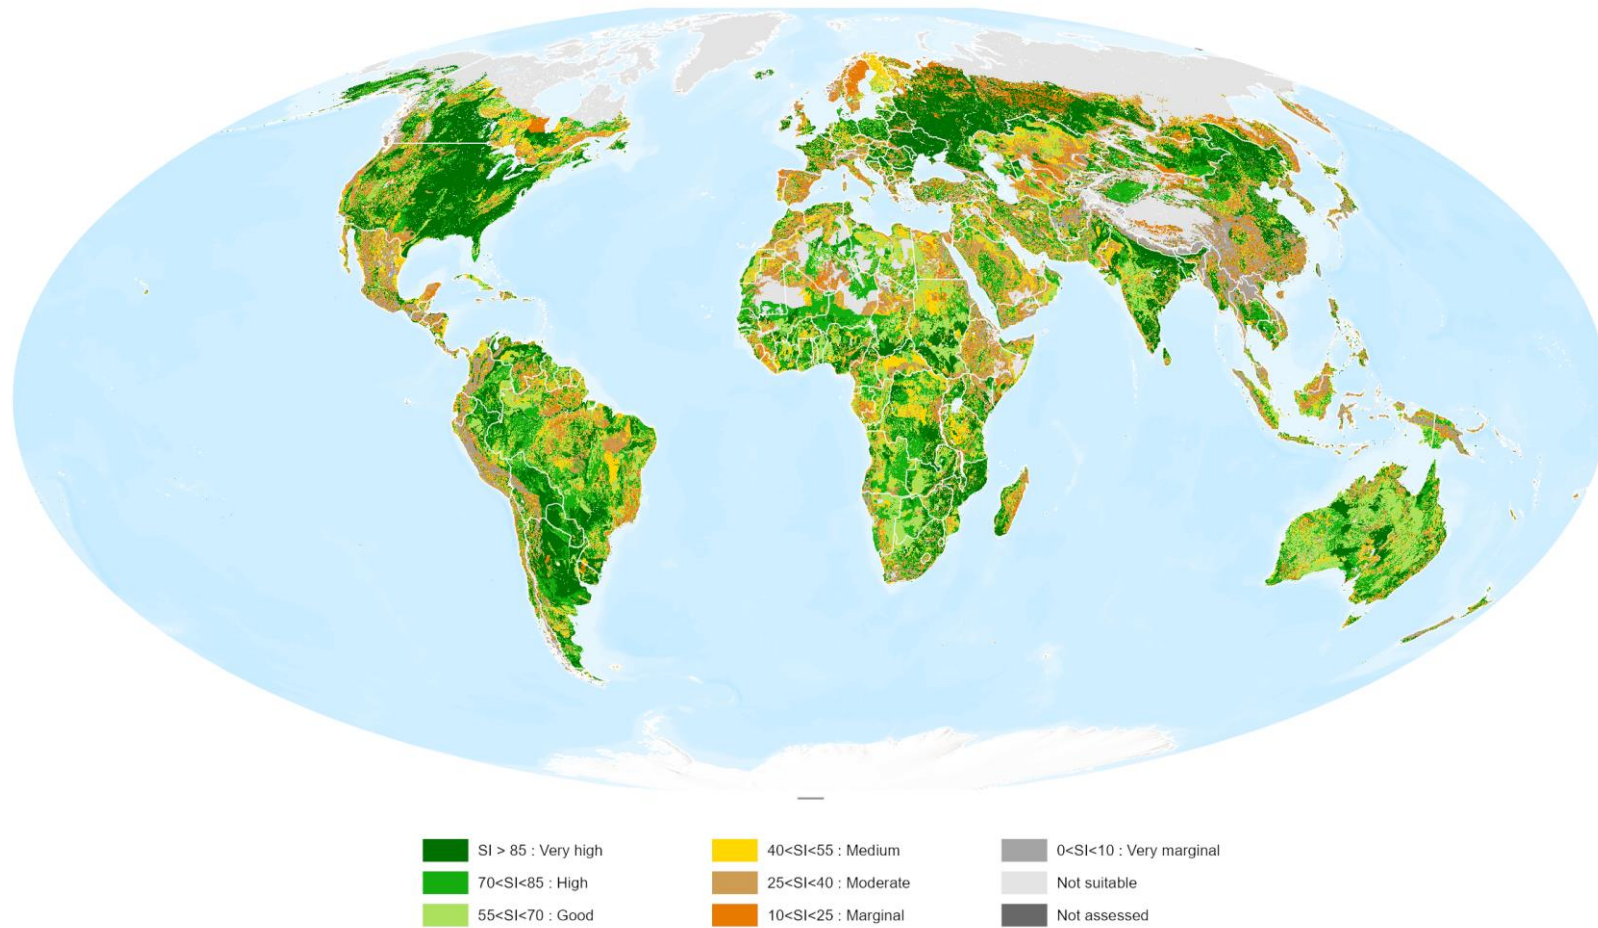 SI > 85 : Very high
70<SI<85 : High
55<SI<70 : Good
40<SI<55 : Medium
25<SI<40 : Moderate
10<SI<25 : Marginal
0<SI<10 : Very marginal
Not suitable
Not assessed